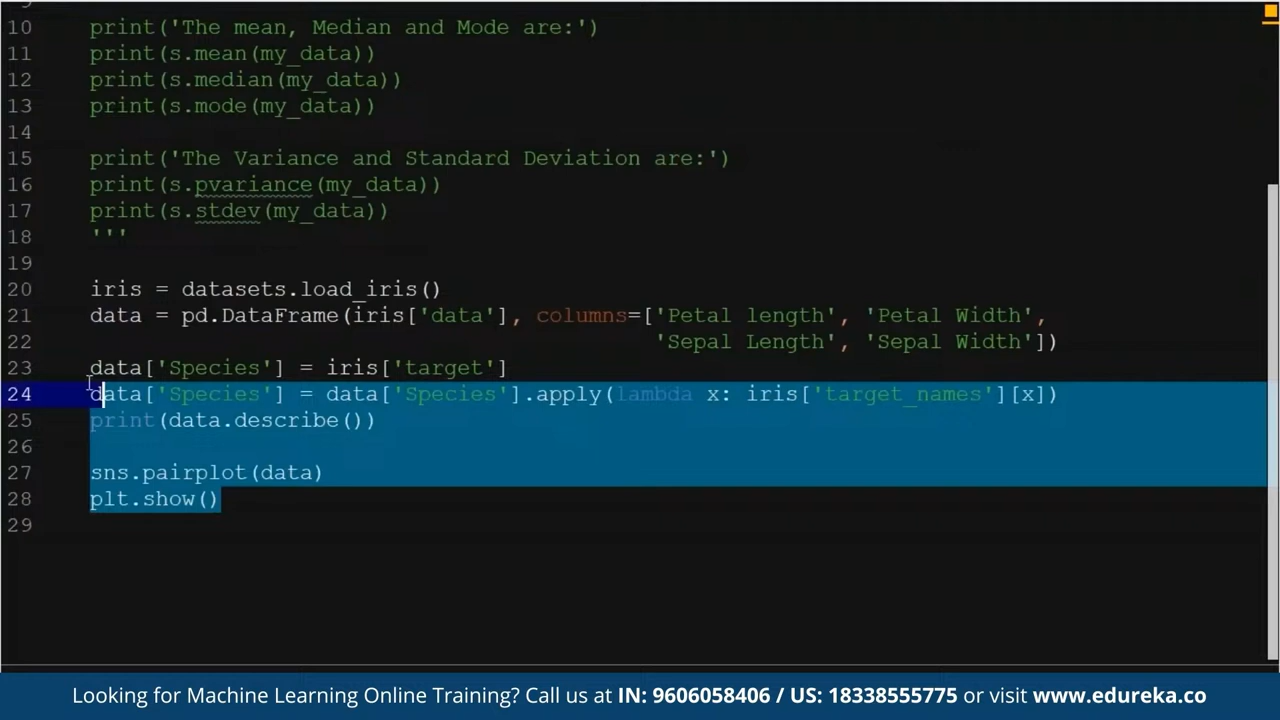 10 print('The mean, Median and Mode are:')
11 print(s.mean(my_data))
12 print(s.median(my_data))
13 print(s.mode(my_data))
14
15 print('The Variance and Standard Deviation are:')
16 print(s.pvariance(my_data))
17 print(s.stdev(my_data))
18 '''
19
20 iris = datasets.load_iris()
21 data = pd.DataFrame(iris['data'], columns=['Petal length', 'Petal Width',
22 'Sepal Length', 'Sepal Width'])
23 data['Species'] = iris['target']
24 data['Species'] = data['Species'].apply(lambda x: iris['target_names'][x])
25 print(data.describe())
26
27 sns.pairplot(data)
28 plt.show()
29
Looking for Machine Learning Online Training? Call us at IN: 9606058406 / US: 18338555775 or visit www.edureka.co